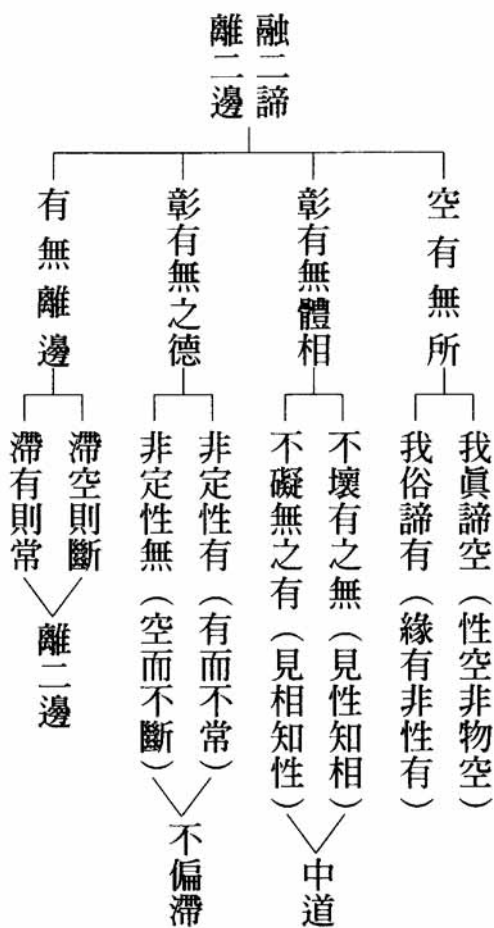 融二諦
離二邊
空有無所
我眞諦空（性空非物空）
我俗諦有（緣有非性有）
彰有無體相
不壞有之無（見性知相）
不礙無之有（見相知性）
中道
彰有無之德
非定性有（有而不常）
非定性無（空而不斷）
不偏滯
有無離邊
滯空則斷
滯有則常
離二邊